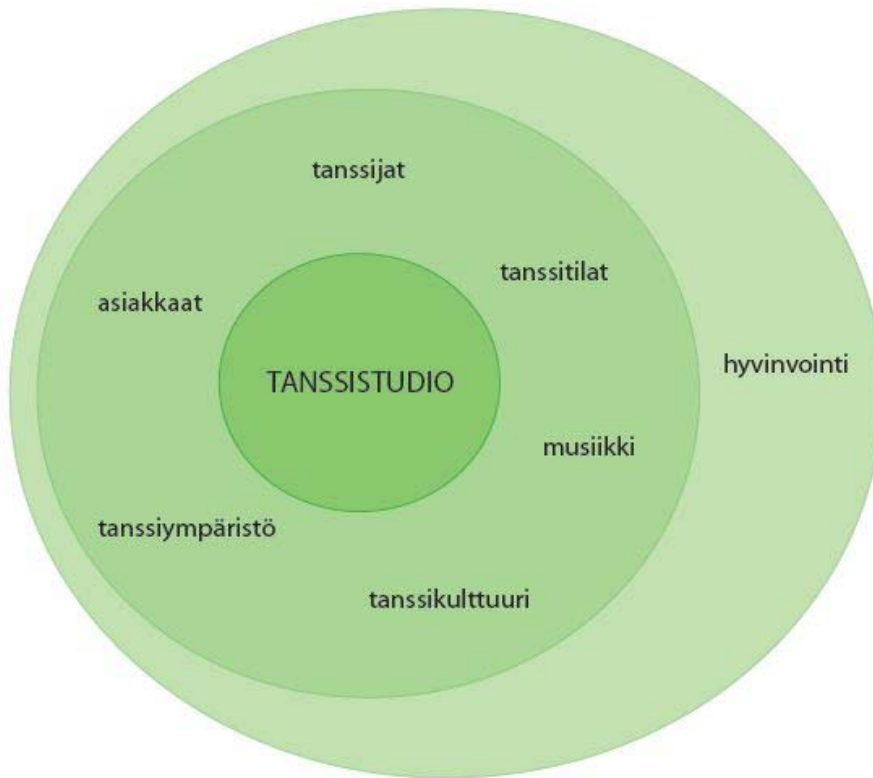 tanssijat
tanssitilat
asiakkaat
hyvinvointi
TANSSISTUDIO
musiikki
tanssiympäristö
tanssikulttuuri